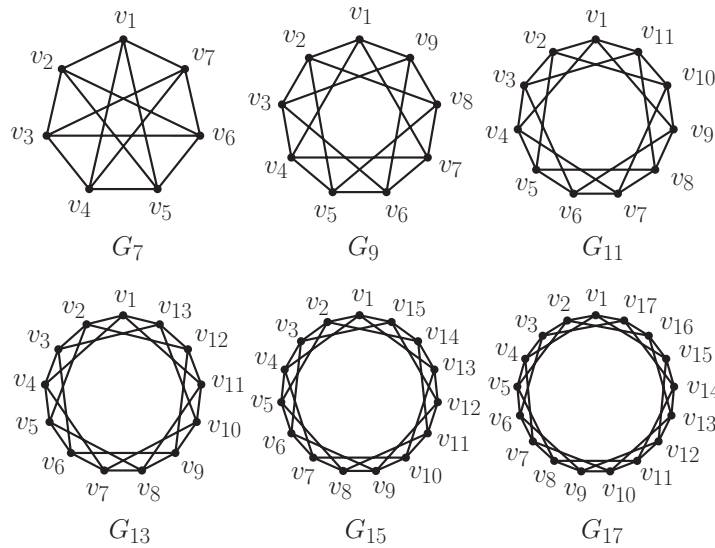 v₁
v₂ v₇
v₃ v₆
v₄ v₅
G₇
v₁
v₂ v₉
v₃ v₈
v₄ v₇
v₅ v₆
G₉
v₁
v₂ v₁₁
v₃ v₁₀
v₄ v₉
v₅ v₈
v₆ v₇
G₁₁
v₁
v₂ v₁₃
v₃ v₁₂
v₄ v₁₁
v₅ v₁₀
v₆ v₉
v₇ v₈
G₁₃
v₁
v₂ v₁₅
v₃ v₁₄
v₄ v₁₃
v₅ v₁₂
v₆ v₁₁
v₇ v₁₀
v₈ v₉
G₁₅
v₁
v₂ v₁₇
v₃ v₁₆
v₄ v₁₅
v₅ v₁₄
v₆ v₁₃
v₇ v₁₂
v₈ v₁₁
v₉ v₁₀
G₁₇